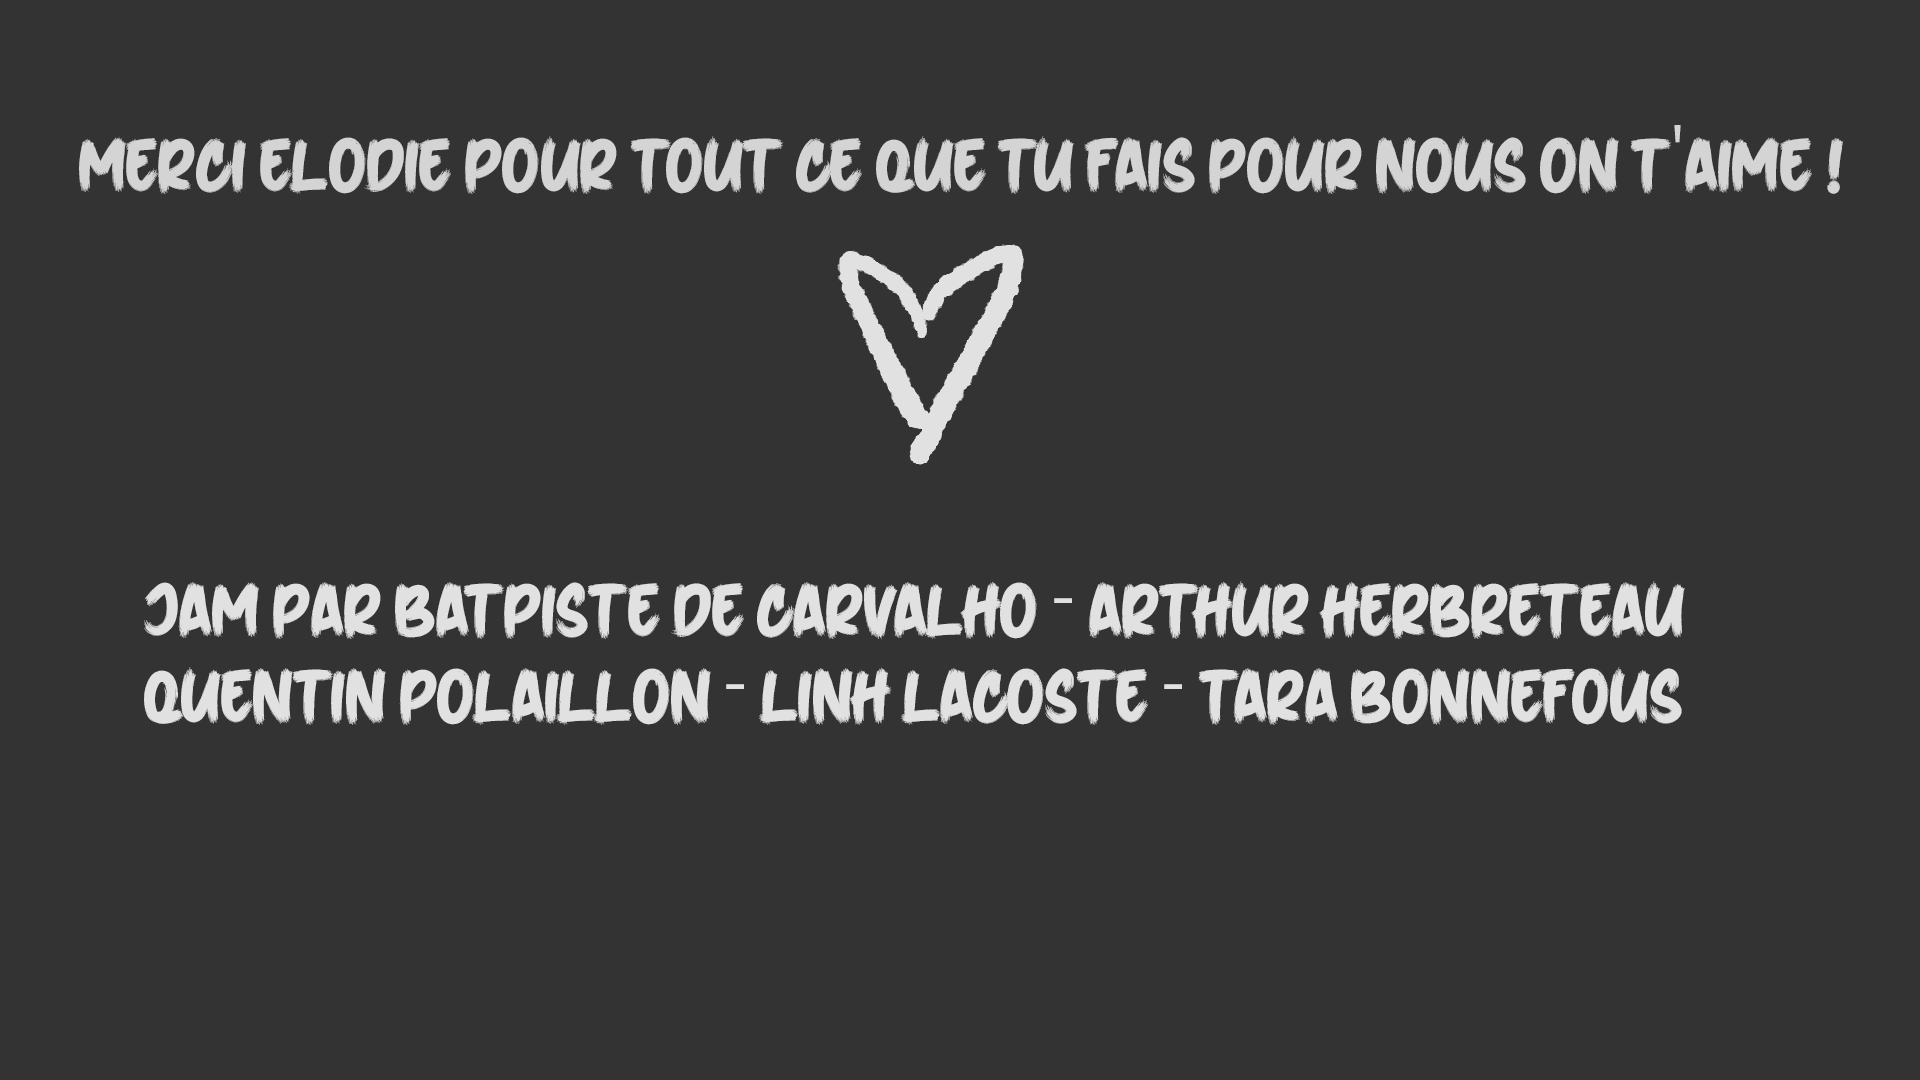 MERCI ELODIE POUR TOUT CE QUE TU FAIS POUR NOUS ON T'AIME !
JAM PAR BATPISTE DE CARVALHO - ARTHUR HERBRETEAU
QUENTIN POLAILLON - LINH LACOSTE - TARA BONNEFOUS